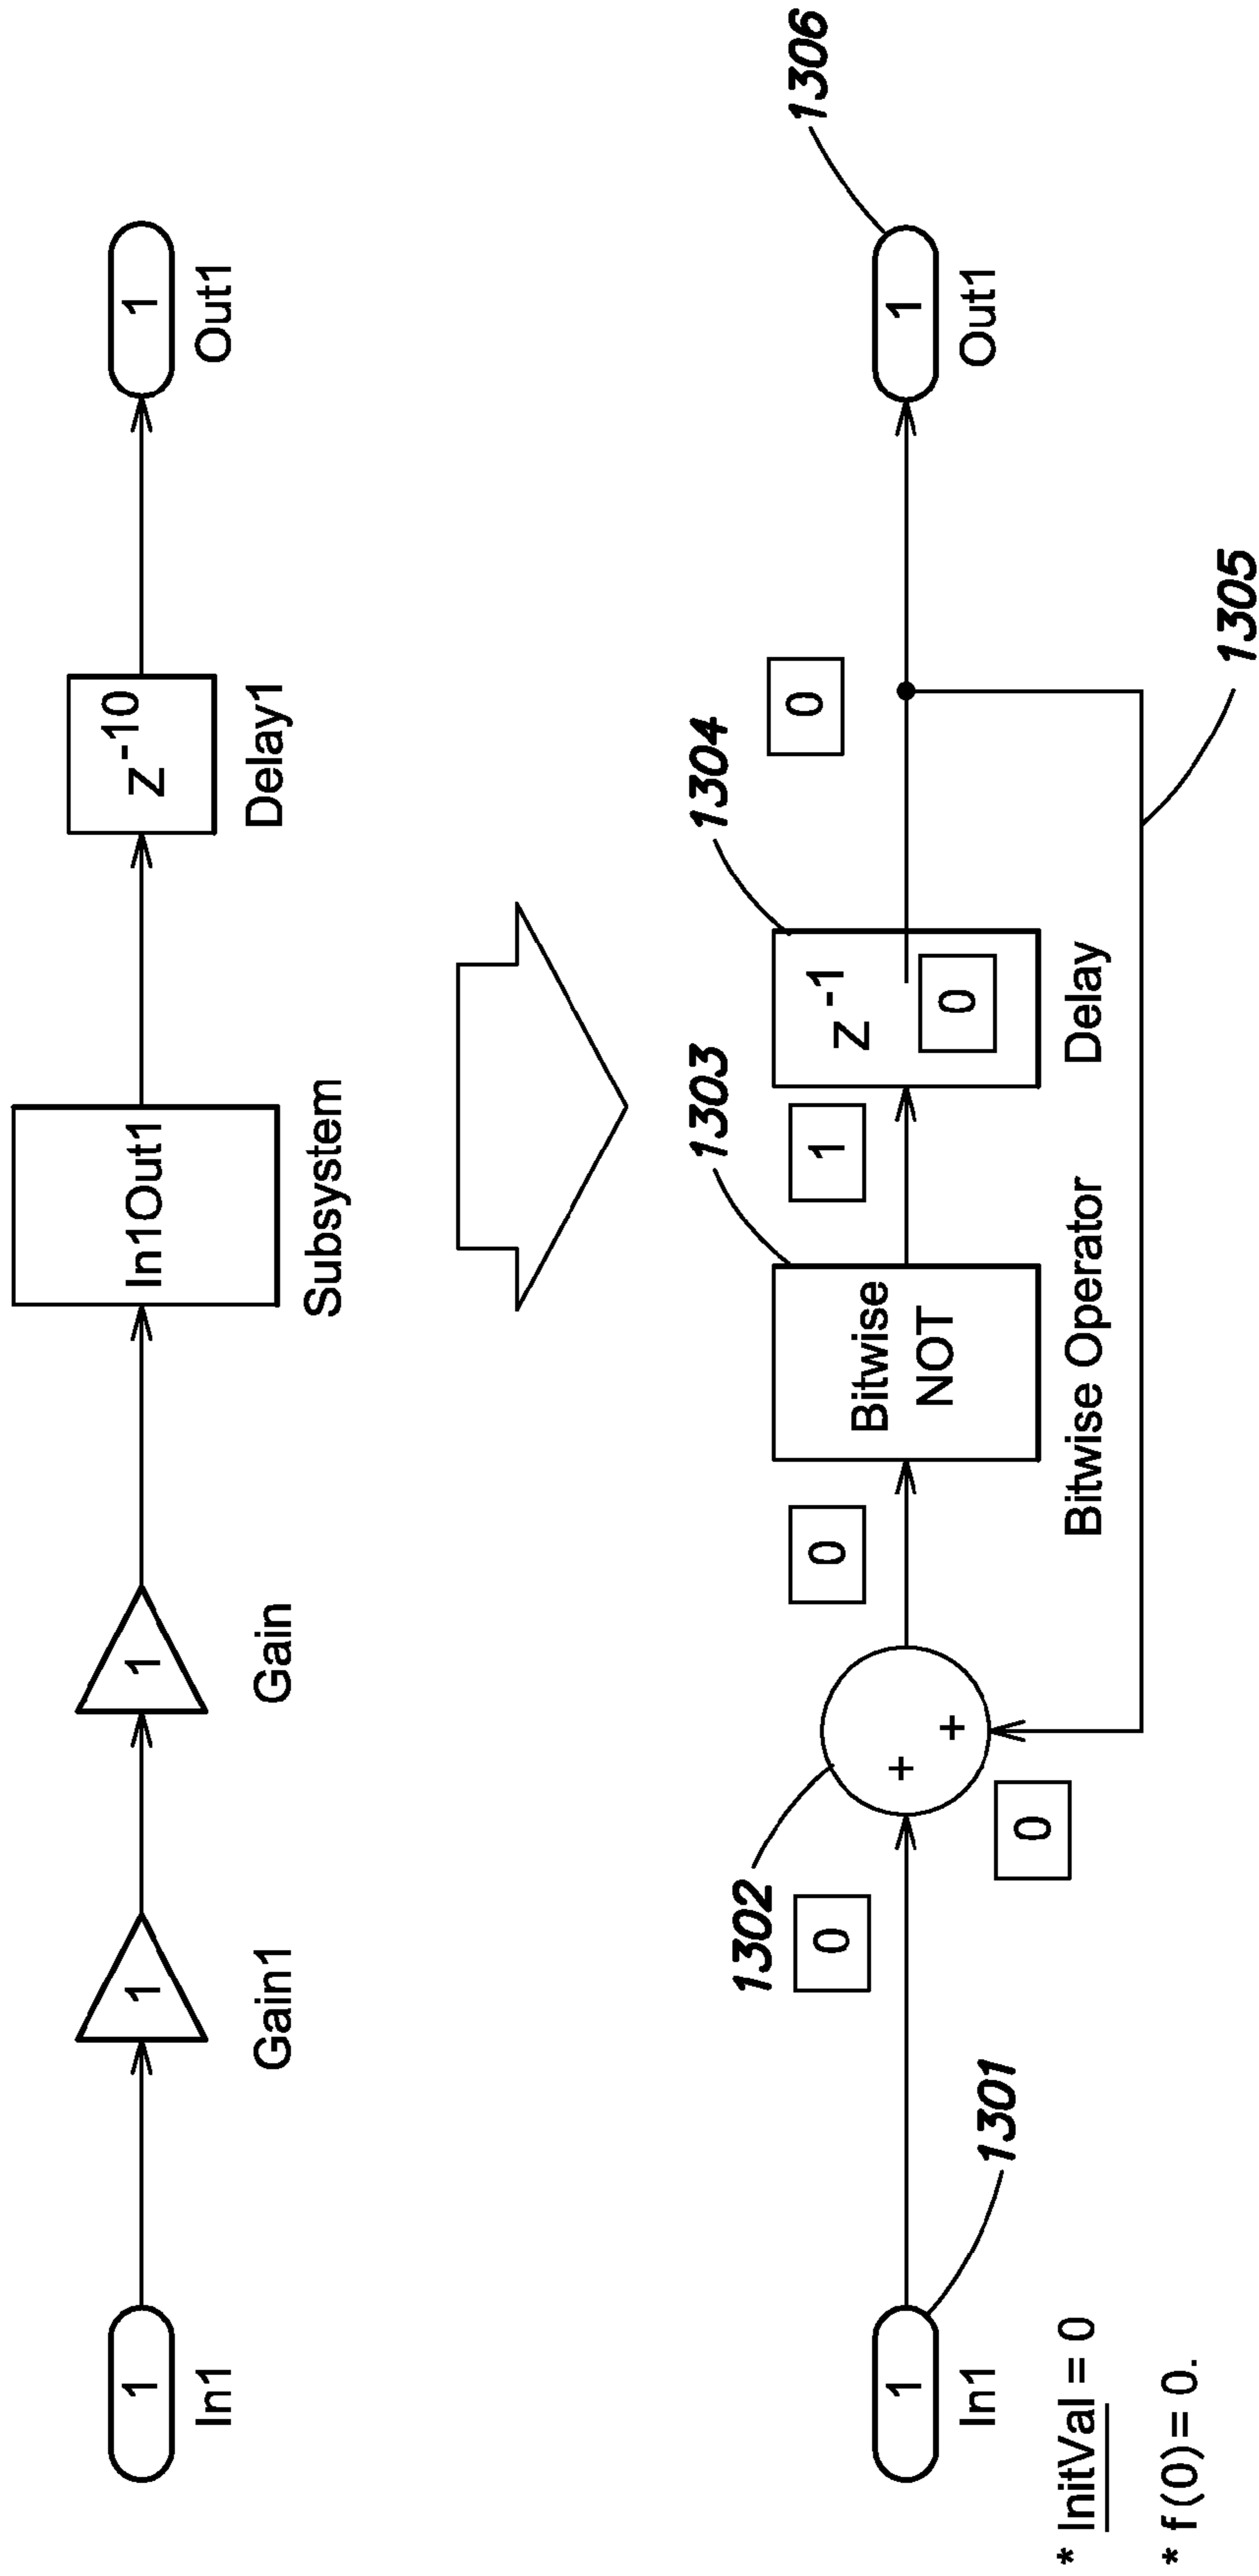 1
In1
1
Gain1
1
Gain
In1Out1
Subsystem
z-10
Delay1
1
Out1
1
In1
1301
0
1302
+
+
0
0
Bitwise
NOT
1303
Bitwise Operator
1
z-1
0
1304
Delay
0
1305
1
Out1
1306
* InitVal = 0
* f(0)= 0.